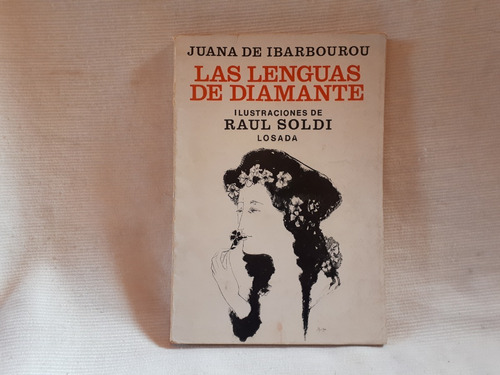 JUANA DE IBARBOUROU
LAS LENGUAS
DE DIAMANTE
ILUSTRACIONES DE
RAUL SOLDI
LOSADA